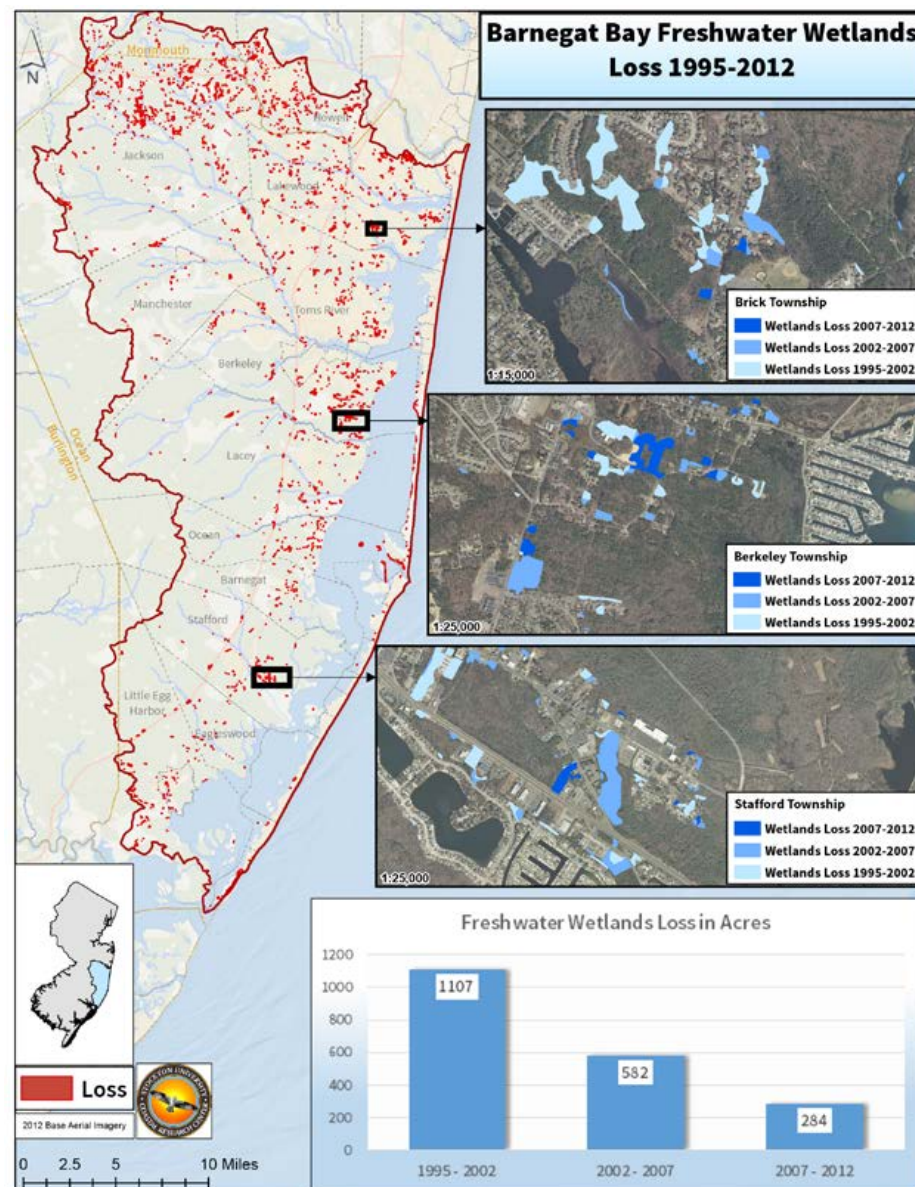 Barnegat Bay Freshwater Wetlands
Loss 1995-2012
N
Monmouth
Howell
Jackson
Lakewood
Manchester
Toms River
Berkeley
Ocean
Burlington
Lacey
Ocean
Barnegat
Stafford
Little Egg
Harbor
Eagleswood
Brick Township
Wetlands Loss 2007-2012
Wetlands Loss 2002-2007
Wetlands Loss 1995-2002
1:15,000
Berkeley Township
Wetlands Loss 2007-2012
Wetlands Loss 2002-2007
Wetlands Loss 1995-2002
1:25,000
Stafford Township
Wetlands Loss 2007-2012
Wetlands Loss 2002-2007
Wetlands Loss 1995-2002
1:25,000
Loss
2012 Base Aerial Imagery
STOCKTON UNIVERSITY
COASTAL RESEARCH CENTER
0 2.5 5 10 Miles
Freshwater Wetlands Loss in Acres
1200
1000
800
600
400
200
0
1107
582
284
1995 - 2002
2002 - 2007
2007 - 2012